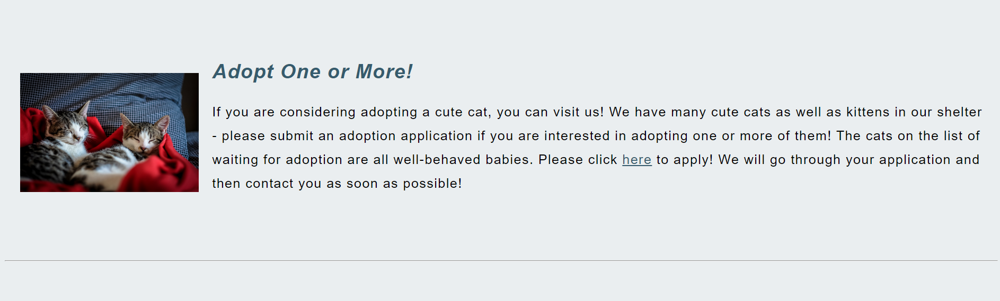 Adopt One or More!
If you are considering adopting a cute cat, you can visit us! We have many cute cats as well as kittens in our shelter
- please submit an adoption application if you are interested in adopting one or more of them! The cats on the list of
waiting for adoption are all well-behaved babies. Please click here to apply! We will go through your application and
then contact you as soon as possible!